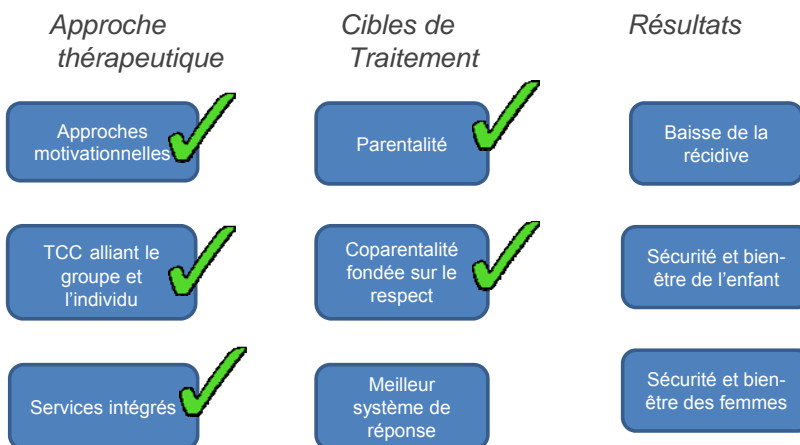 Approche
thérapeutique
Cibles de
Traitement
Résultats
Approches
motivationnelles
Parentalité
Baisse de la
récidive
TCC alliant le
groupe et
l'individu
Coparentalité
fondée sur le
respect
Sécurité et bien-
être de l'enfant
Services intégrés
Meilleur
système de
réponse
Sécurité et bien-
être des femmes